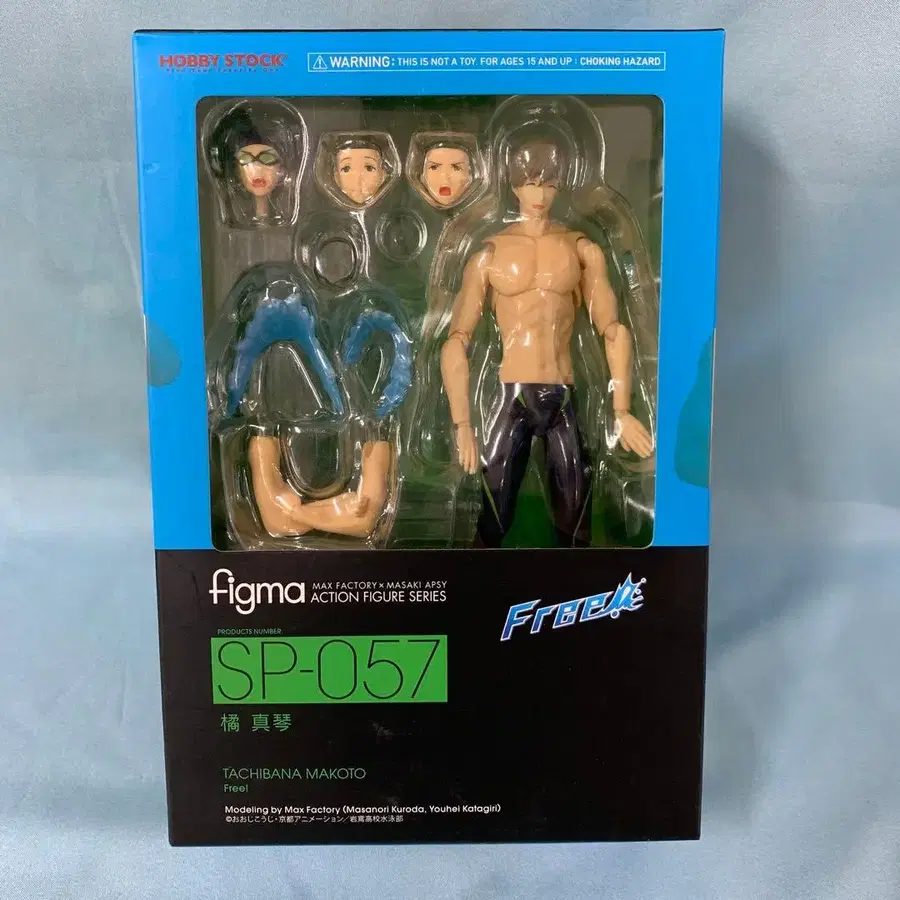 HOBBY STOCK
WARNING: THIS IS NOT A TOY. FOR AGES 15 AND UP : CHOKING HAZARD
figma
MAX FACTORY × MASAKI APSY
ACTION FIGURE SERIES
Free!
PRODUCTS NUMBER
SP-057
橘 真琴
TACHIBANA MAKOTO
Free!
Modeling by Max Factory (Masanori Kuroda, Youhei Katagiri)
©おおじこうじ・京都アニメーション／岩鳶高校水泳部